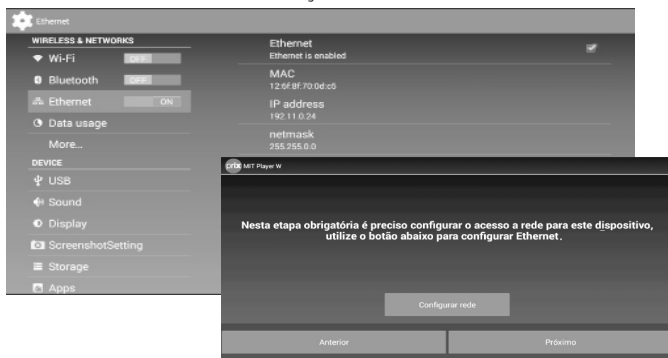 Ethernet
WIRELESS & NETWORKS
Wi-Fi OFF
Bluetooth OFF
Ethernet ON
Data usage
More...
DEVICE
USB
Sound
Display
ScreenshotSetting
Storage
Apps
Ethernet
Ethernet is enabled
MAC
12:6f:8f:70:0d:c6
IP address
192.11.0.24
netmask
255.255.0.0
prix MIT Player W
Nesta etapa obrigatória é preciso configurar o acesso a rede para este dispositivo,
utilize o botão abaixo para configurar Ethernet.
Configurar rede
Anterior Próximo